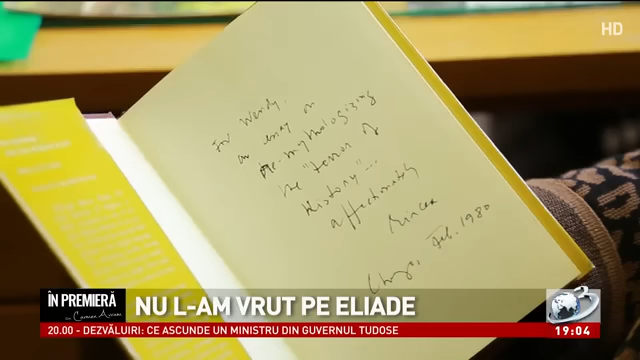 HD
For Wendy,
an essay on
de-mythologizing
the "terror of
History"...
affectionately
Mircea
Feb. 1980
ÎN PREMIERĂ
cu Carmen Avram
NU L-AM VRUT PE ELIADE
3
20.00 - DEZVĂLUIRI: CE ASCUNDE UN MINISTRU DIN GUVERNUL TUDOSE
19:04